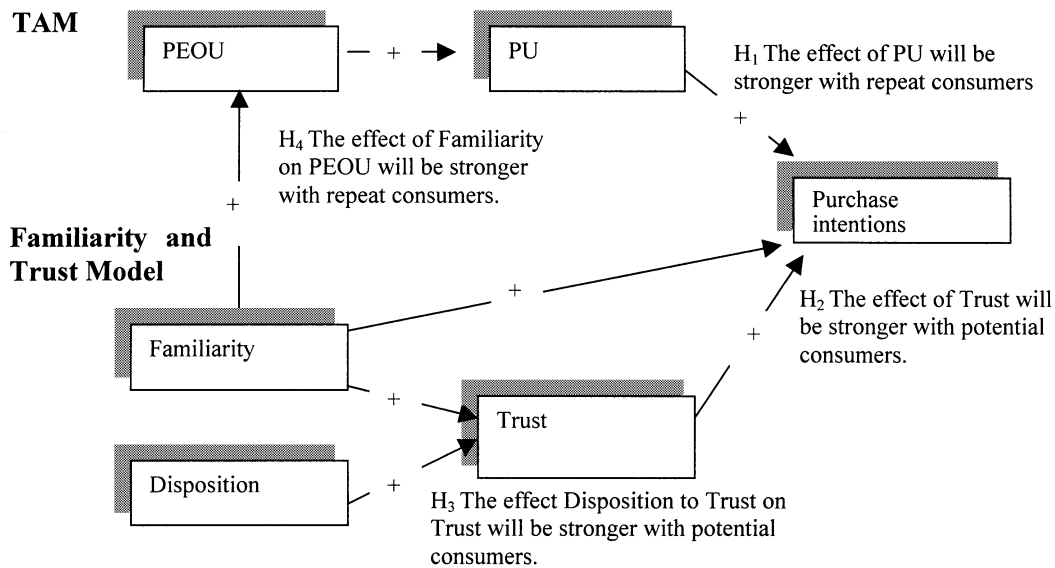 TAM
PEOU
+
PU
H₁ The effect of PU will be
stronger with repeat consumers
+
H₄ The effect of Familiarity
on PEOU will be stronger
with repeat consumers.
+
Purchase
intentions
Familiarity and
Trust Model
+
H₂ The effect of Trust will
be stronger with potential
consumers.
+
Familiarity
+
Trust
Disposition
+
H₃ The effect Disposition to Trust on
Trust will be stronger with potential
consumers.